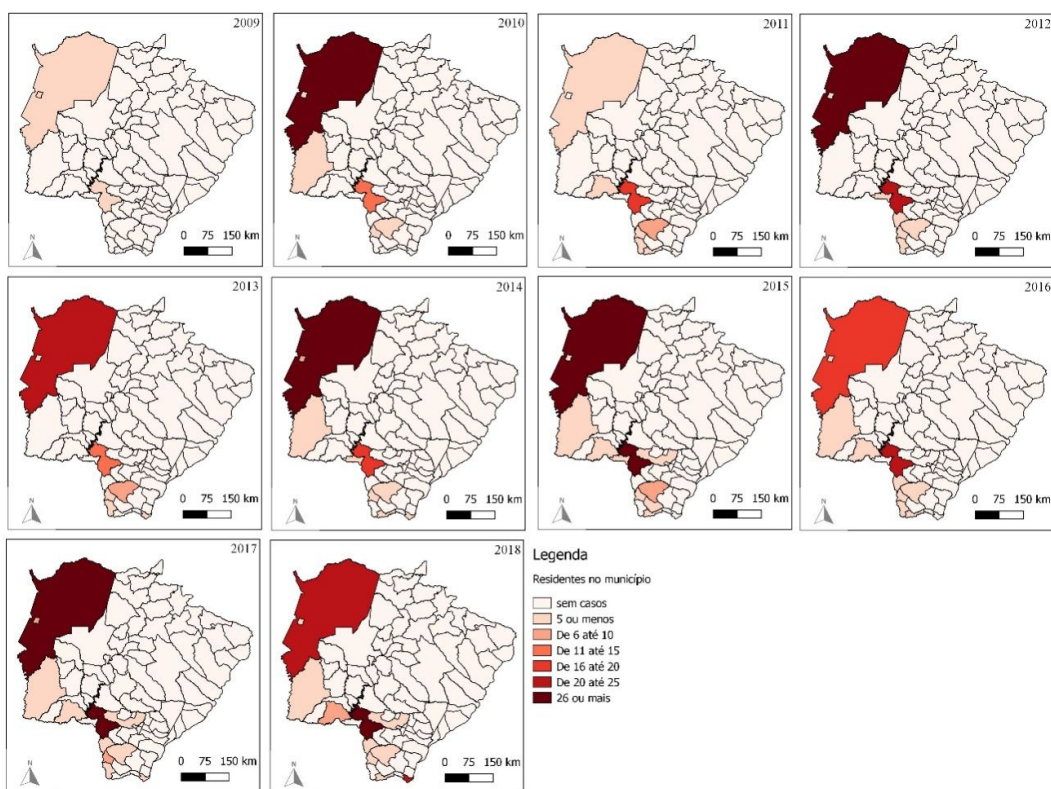 2009
N
0 75 150 km
2010
N
0 75 150 km
2011
N
0 75 150 km
2012
N
0 75 150 km
2013
N
0 75 150 km
2014
N
0 75 150 km
2015
N
0 75 150 km
2016
N
0 75 150 km
2017
N
0 75 150 km
2018
N
0 75 150 km
Legenda
Residentes no município
sem casos
5 ou menos
De 6 até 10
De 11 até 15
De 16 até 20
De 20 até 25
26 ou mais